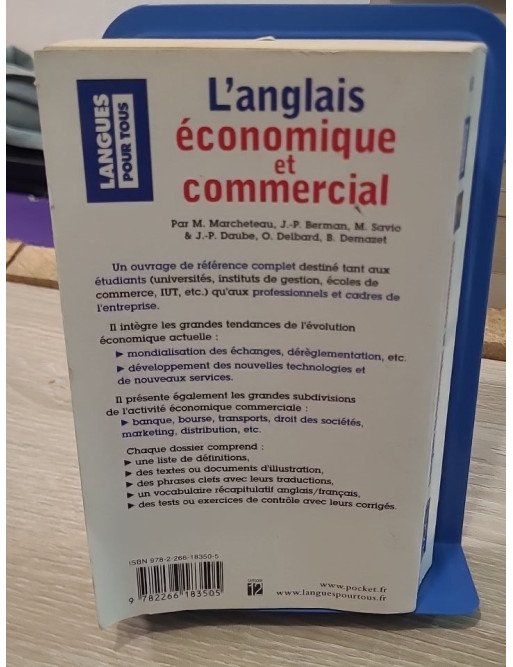 LANGUES
POUR TOUS
L'anglais
économique
et
commercial
Par M. Marcheteau, J.-P. Berman, M. Savio
& J.-P. Daube, O. Delbard, B. Demazet
Un ouvrage de référence complet destiné tant aux
étudiants (universités, instituts de gestion, écoles de
commerce, IUT, etc.) qu'aux professionnels et cadres de
l'entreprise.
Il intègre les grandes tendances de l'évolution
économique actuelle :
► mondialisation des échanges, dérèglementation, etc.
► développement des nouvelles technologies et
de nouveaux services.
Il présente également les grandes subdivisions
de l'activité économique commerciale :
► banque, bourse, transports, droit des sociétés,
marketing, distribution, etc.
Chaque dossier comprend :
► une liste de définitions,
► des textes ou documents d'illustration,
► des phrases clefs avec leurs traductions,
► un vocabulaire récapitulatif anglais/français,
► des tests ou exercices de contrôle avec leurs corrigés.
ISBN 978-2-266-18350-5
9 782266 183505
12
www.pocket.fr
www.languespourtous.fr